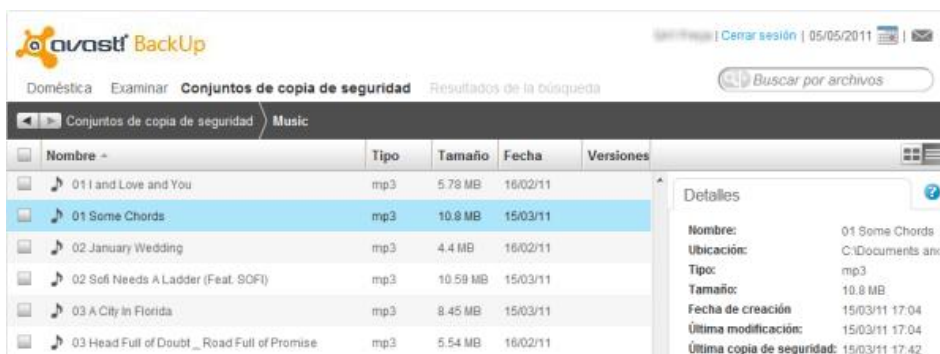 avast! BackUp
| Cerrar sesión | 05/05/2011 |
Doméstica Examinar Conjuntos de copia de seguridad Resultados de la búsqueda
Buscar por archivos
Conjuntos de copia de seguridad Music
Nombre Tipo Tamaño Fecha Versiones
01 I and Love and You mp3 5.78 MB 16/02/11
01 Some Chords mp3 10.8 MB 15/03/11
02 January Wedding mp3 4.4 MB 16/02/11
02 Sofi Needs A Ladder (Feat. SOFI) mp3 10.59 MB 15/03/11
03 A City In Florida mp3 8.45 MB 15/03/11
03 Head Full of Doubt _ Road Full of Promise mp3 5.54 MB 16/02/11
Detalles ?
Nombre: 01 Some Chords
Ubicación: C:\Documents and
Tipo: mp3
Tamaño: 10.8 MB
Fecha de creación 15/03/11 17:04
Última modificación: 15/03/11 17:04
Última copia de seguridad: 15/03/11 17:42